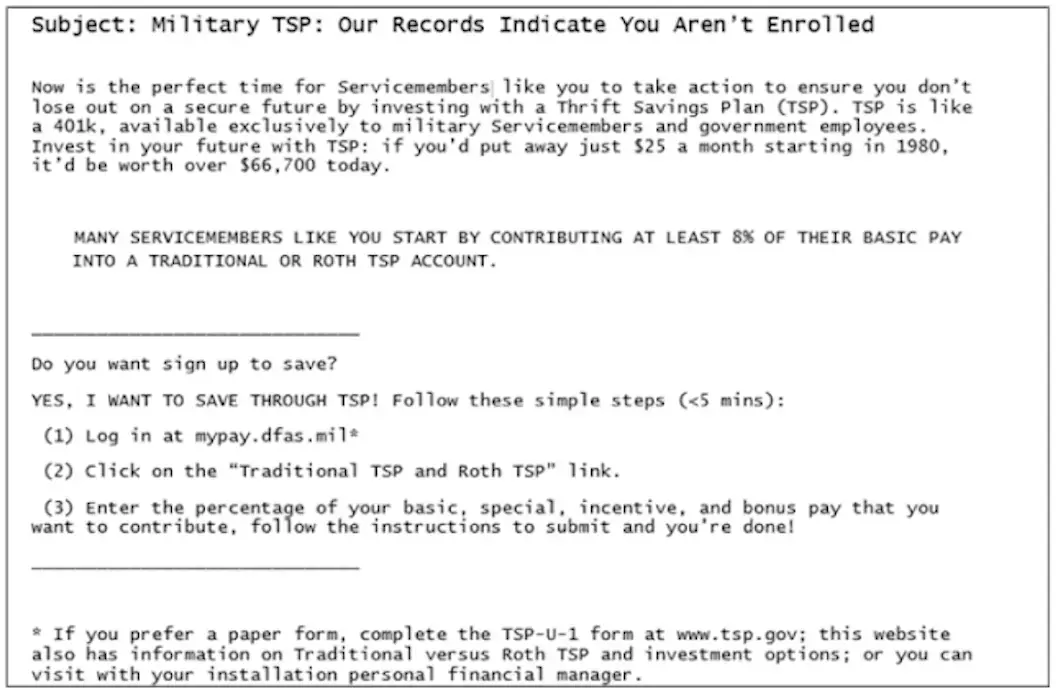 Subject: Military TSP: Our Records Indicate You Aren't Enrolled
Now is the perfect time for Servicemembers like you to take action to ensure you don't
lose out on a secure future by investing with a Thrift Savings Plan (TSP). TSP is like
a 401k, available exclusively to military Servicemembers and government employees.
Invest in your future with TSP: if you'd put away just $25 a month starting in 1980,
it'd be worth over $66,700 today.
MANY SERVICEMEMBERS LIKE YOU START BY CONTRIBUTING AT LEAST 8% OF THEIR BASIC PAY
INTO A TRADITIONAL OR ROTH TSP ACCOUNT.
Do you want sign up to save?
YES, I WANT TO SAVE THROUGH TSP! Follow these simple steps (<5 mins):
(1) Log in at mypay.dfas.mil*
(2) Click on the “Traditional TSP and Roth TSP” link.
(3) Enter the percentage of your basic, special, incentive, and bonus pay that you
want to contribute, follow the instructions to submit and you're done!
* If you prefer a paper form, complete the TSP-U-1 form at www.tsp.gov; this website
also has information on Traditional versus Roth TSP and investment options; or you can
visit with your installation personal financial manager.